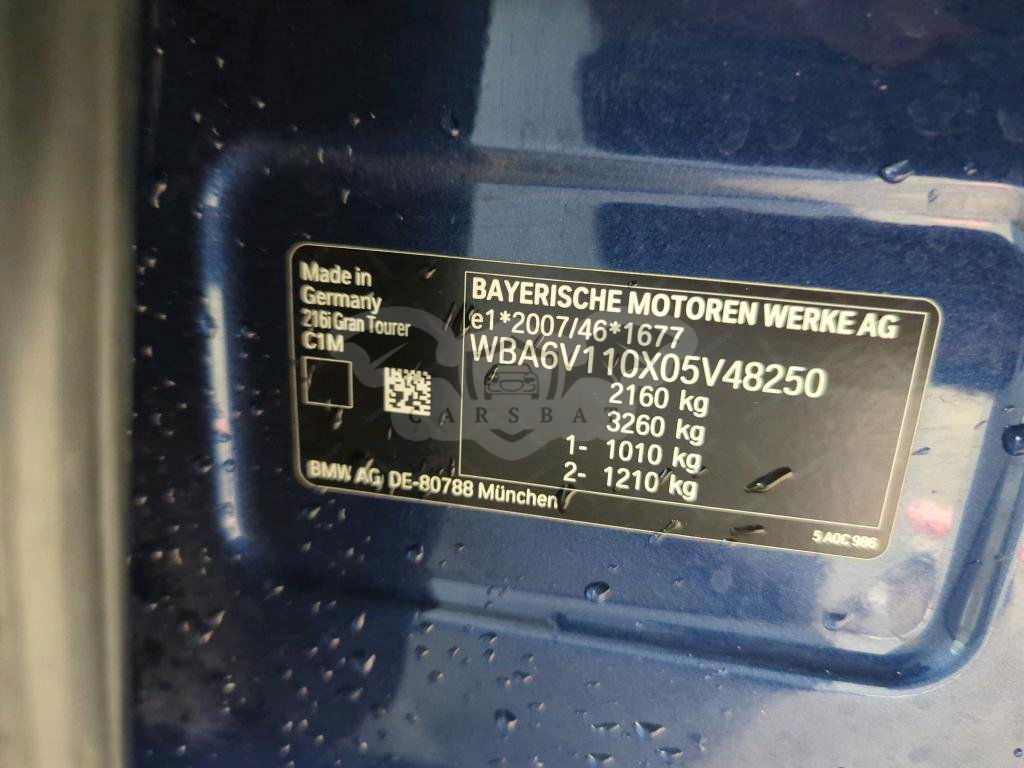 Made in
Germany
216i Gran Tourer
C1M
BAYERISCHE MOTOREN WERKE AG
e1*2007/46*1677
WBA6V110X05V48250
2160 kg
3260 kg
1- 1010 kg
2- 1210 kg
BMW AG, DE-80788 München
5 A0C 986
CARSBA